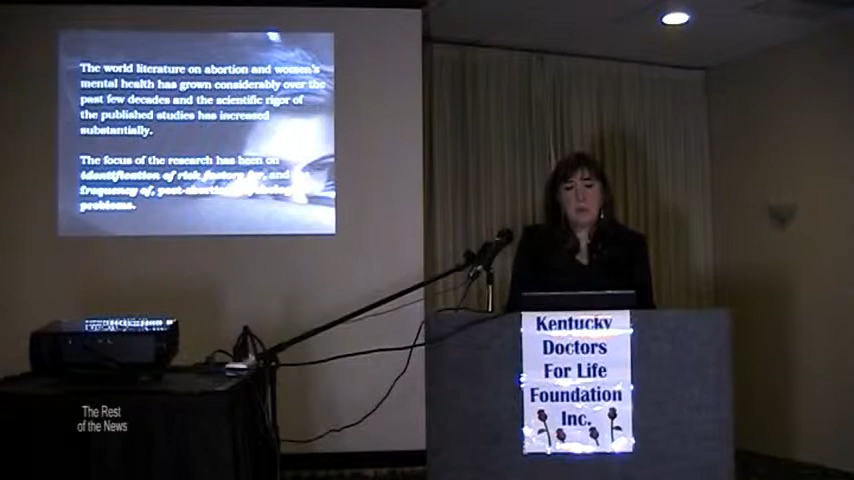 The world literature on abortion and women's
mental health has grown considerably over the
past few decades and the scientific rigor of
the published studies has increased
substantially.
The focus of the research has been on
identification of risk factors for, and
frequency of, post-abortion
problems.
Kentucky
Doctors
For Life
Foundation
Inc.
The Rest
of the News